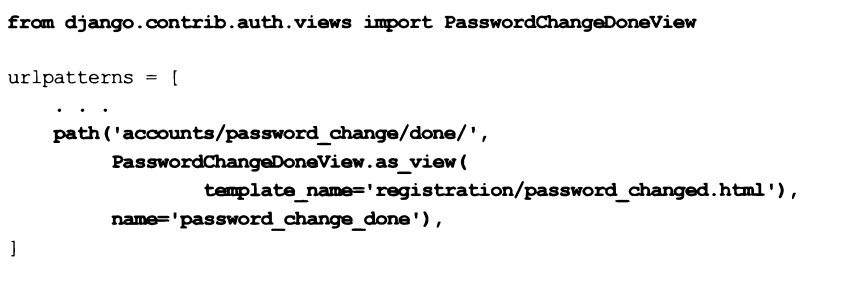 from django.contrib.auth.views import PasswordChangeDoneView
urlpatterns = [
. . .
path('accounts/password_change/done/',
PasswordChangeDoneView.as_view(
template_name='registration/password_changed.html'),
name='password_change_done'),
]